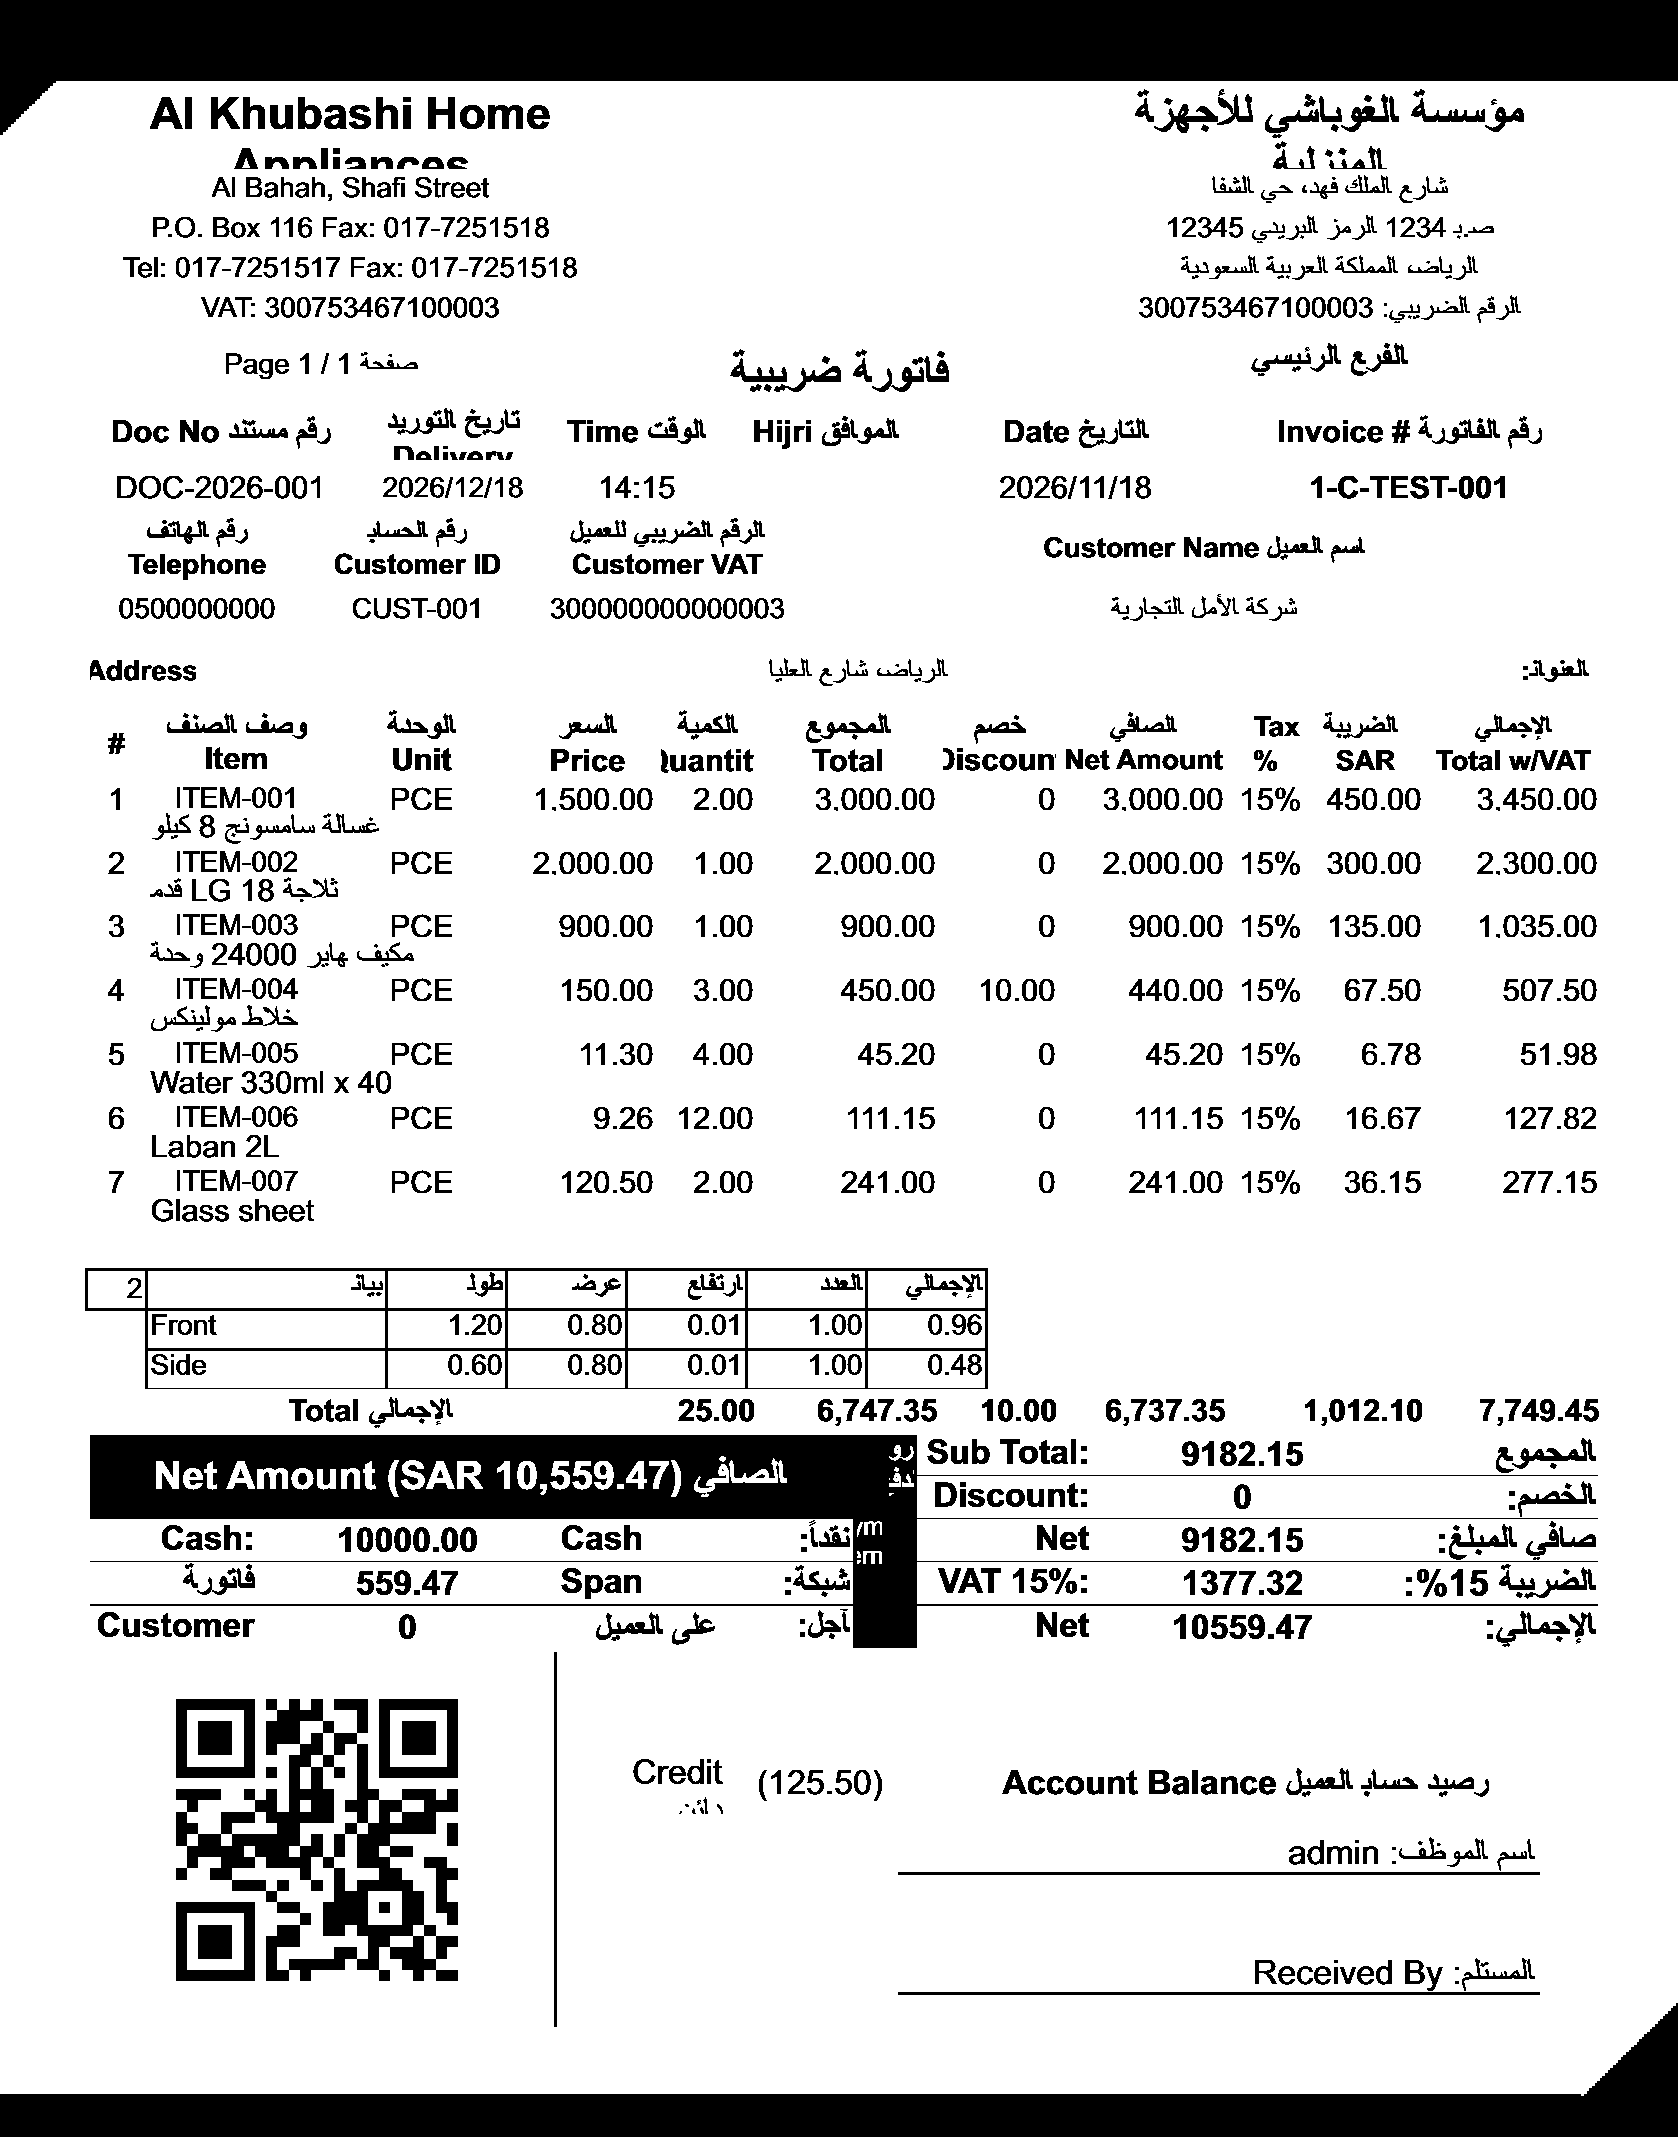 Al Khubashi Home
Appliances
Al Bahah, Shafi Street
P.O. Box 116 Fax: 017-7251518
Tel: 017-7251517 Fax: 017-7251518
VAT: 300753467100003
مؤسسة الغوباشي للأجهزة
المنزلية
شارع الملك فهد، حي الشفا
ص.ب 1234 الرمز البريدي 12345
الرياض، المملكة العربية السعودية
الرقم الضريبي: 300753467100003
Page 1 / 1 صفحة
فاتورة ضريبية
الفرع الرئيسي
Doc No رقم مستند تاريخ التوريد Delivery Time الوقت Hijri الموافق Date التاريخ Invoice # رقم الفاتورة
DOC-2026-001 2026/12/18 14:15 2026/11/18 1-C-TEST-001
رقم الهاتف رقم الحساب الرقم الضريبي للعميل
Telephone Customer ID Customer VAT Customer Name اسم العميل
0500000000 CUST-001 300000000000003 شركة الأمل التجارية
Address الرياض، شارع العليا العنوان:
وصف الصنف الوحدة السعر الكمية المجموع خصم الصافي Tax الضريبة الإجمالي
# Item Unit Price Quantit Total Discoun Net Amount % SAR Total w/VAT
1 ITEM-001 PCE 1,500.00 2.00 3,000.00 0 3,000.00 15% 450.00 3,450.00
غسالة سامسونج 8 كيلو
2 ITEM-002 PCE 2,000.00 1.00 2,000.00 0 2,000.00 15% 300.00 2,300.00
ثلاجة LG 18 قدم
3 ITEM-003 PCE 900.00 1.00 900.00 0 900.00 15% 135.00 1,035.00
مكيف هاير 24000 وحدة
4 ITEM-004 PCE 150.00 3.00 450.00 10.00 440.00 15% 67.50 507.50
خلاط مولينكس
5 ITEM-005 PCE 11.30 4.00 45.20 0 45.20 15% 6.78 51.98
Water 330ml x 40
6 ITEM-006 PCE 9.26 12.00 111.15 0 111.15 15% 16.67 127.82
Laban 2L
7 ITEM-007 PCE 120.50 2.00 241.00 0 241.00 15% 36.15 277.15
Glass sheet
2 بيان طول عرض ارتفاع العدد الإجمالي
Front 1.20 0.80 0.01 1.00 0.96
Side 0.60 0.80 0.01 1.00 0.48
Total الإجمالي 25.00 6,747.35 10.00 6,737.35 1,012.10 7,749.45
Net Amount (SAR 10,559.47) الصافي
Sub Total: 9182.15 المجموع
Discount: 0 الخصم:
Cash: 10000.00 Cash نقداً:
Net 9182.15 صافي المبلغ:
فاتورة 559.47 Span شبكة:
VAT 15%: 1377.32 الضريبة 15%:
Customer 0 على العميل آجل:
Net 10559.47 الإجمالي:
Credit (125.50) Account Balance رصيد حساب العميل
دائن
اسم الموظف: admin
Received By المستلم: